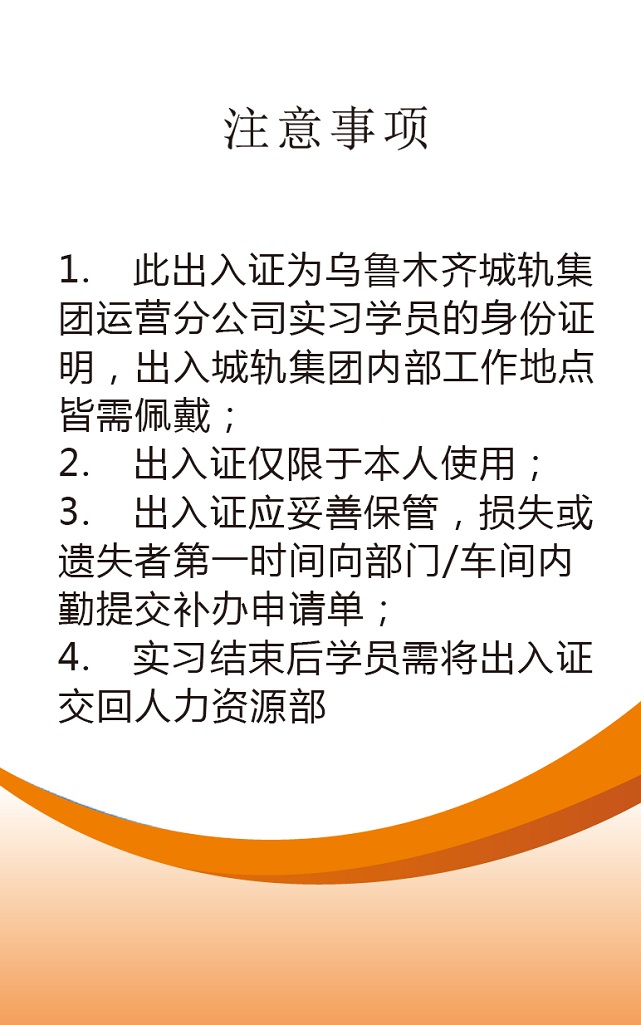 注意事项
1. 此出入证为乌鲁木齐城轨集
团运营分公司实习学员的身份证
明，出入城轨集团内部工作地点
皆需佩戴；
2. 出入证仅限于本人使用；
3. 出入证应妥善保管，损失或
遗失者第一时间向部门/车间内
勤提交补办申请单；
4. 实习结束后学员需将出入证
交回人力资源部